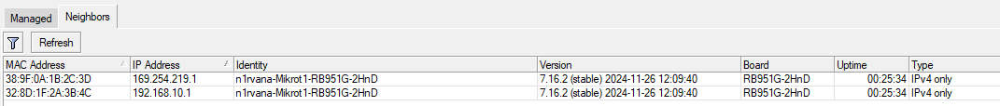 Managed Neighbors
Refresh
MAC Address IP Address Identity Version Board Uptime Type
38:9F:0A:1B:2C:3D 169.254.219.1 n1rvana-Mikrot1-RB951G-2HnD 7.16.2 (stable) 2024-11-26 12:09:40 RB951G-2HnD 00:25:34 IPv4 only
32:8D:1F:2A:3B:4C 192.168.10.1 n1rvana-Mikrot1-RB951G-2HnD 7.16.2 (stable) 2024-11-26 12:09:40 RB951G-2HnD 00:25:34 IPv4 only